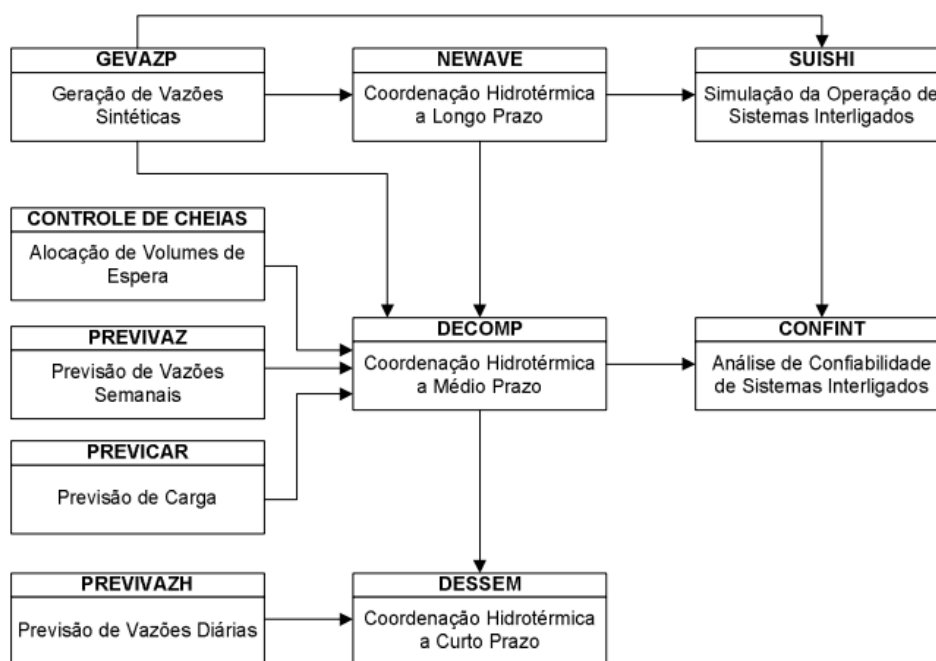 GEVAZP
Geração de Vazões
Sintéticas
NEWAVE
Coordenação Hidrotérmica
a Longo Prazo
SUISHI
Simulação da Operação de
Sistemas Interligados
CONTROLE DE CHEIAS
Alocação de Volumes de
Espera
PREVIVAZ
Previsão de Vazões
Semanais
DECOMP
Coordenação Hidrotérmica
a Médio Prazo
CONFINT
Análise de Confiabilidade
de Sistemas Interligados
PREVICAR
Previsão de Carga
PREVIVAZH
Previsão de Vazões Diárias
DESSEM
Coordenação Hidrotérmica
a Curto Prazo